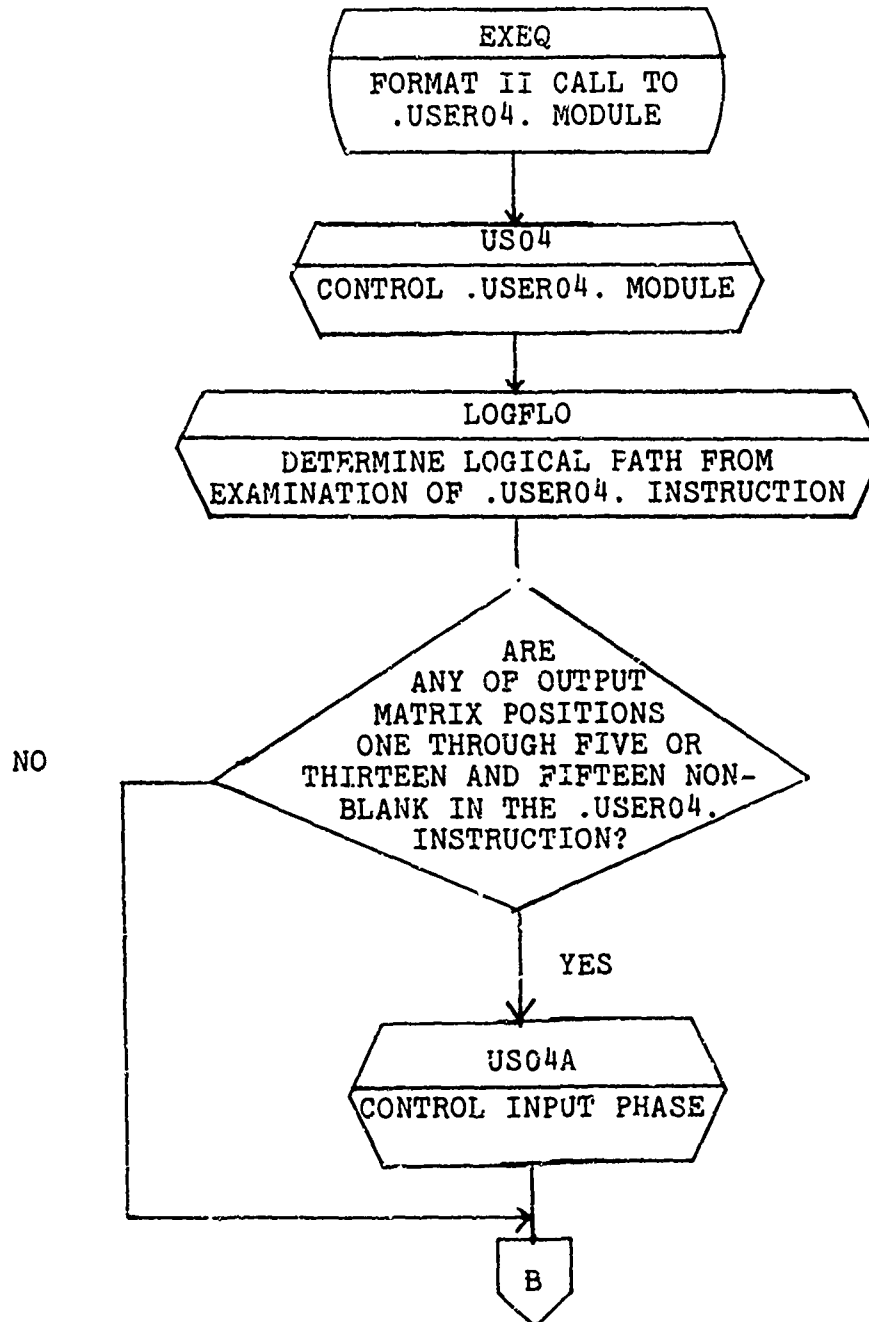 EXEQ
FORMAT II CALL TO
.USER04. MODULE
US04
CONTROL .USER04. MODULE
LOGFLO
DETERMINE LOGICAL PATH FROM
EXAMINATION OF .USER04. INSTRUCTION
ARE
ANY OF OUTPUT
MATRIX POSITIONS
ONE THROUGH FIVE OR
THIRTEEN AND FIFTEEN NON-
BLANK IN THE .USER04.
INSTRUCTION?
NO
YES
US04A
CONTROL INPUT PHASE
B